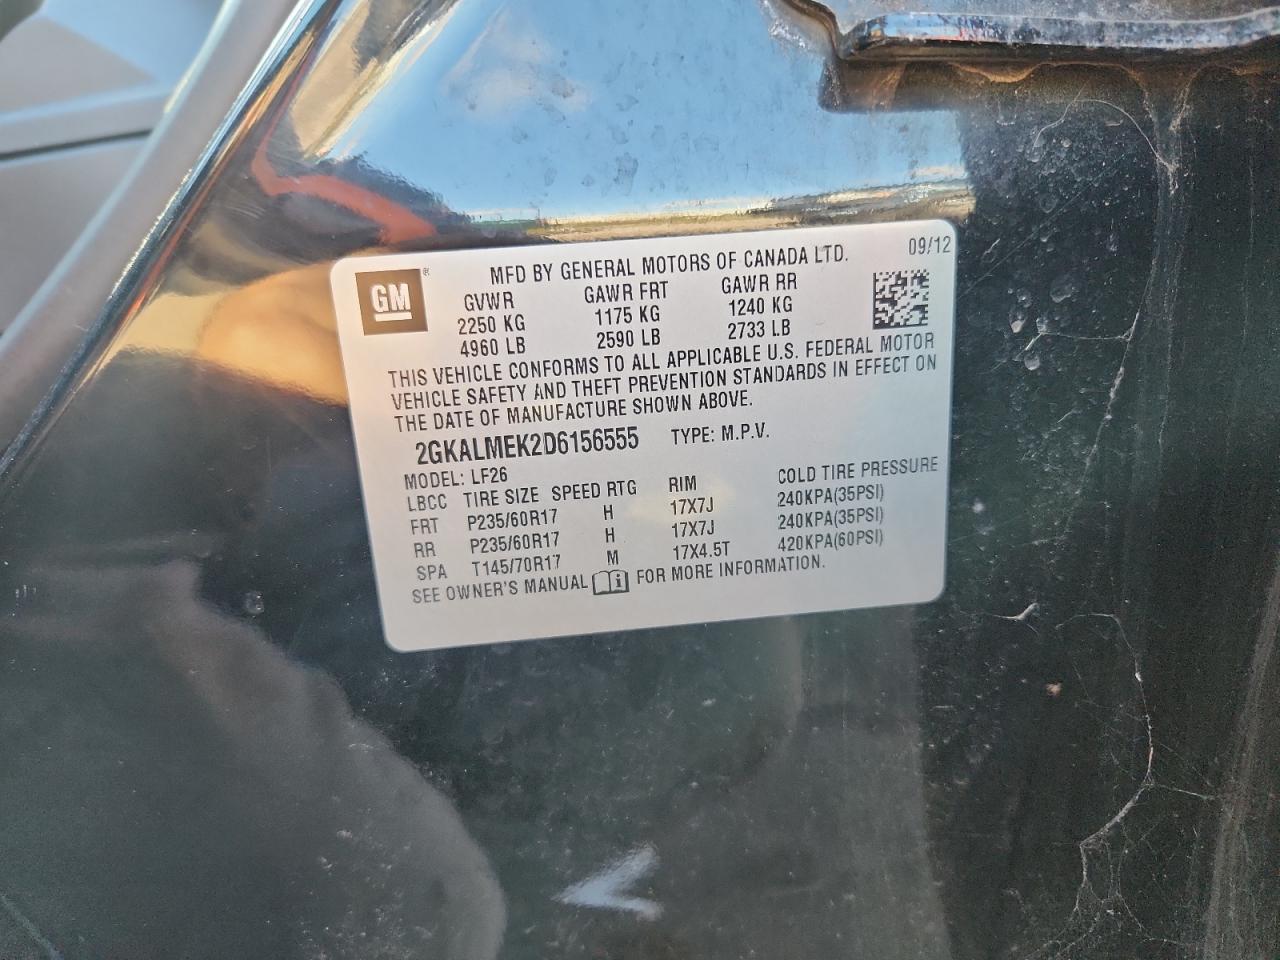 MFD BY GENERAL MOTORS OF CANADA LTD. 09/12
GM®
GVWR GAWR FRT GAWR RR
2250 KG 1175 KG 1240 KG
4960 LB 2590 LB 2733 LB
THIS VEHICLE CONFORMS TO ALL APPLICABLE U.S. FEDERAL MOTOR
VEHICLE SAFETY AND THEFT PREVENTION STANDARDS IN EFFECT ON
THE DATE OF MANUFACTURE SHOWN ABOVE.
2GKALMEK2D6156555 TYPE: M.P.V.
MODEL: LF26
LBCC TIRE SIZE SPEED RTG RIM COLD TIRE PRESSURE
FRT P235/60R17 H 17X7J 240KPA(35PSI)
RR P235/60R17 H 17X7J 240KPA(35PSI)
SPA T145/70R17 M 17X4.5T 420KPA(60PSI)
SEE OWNER'S MANUAL FOR MORE INFORMATION.